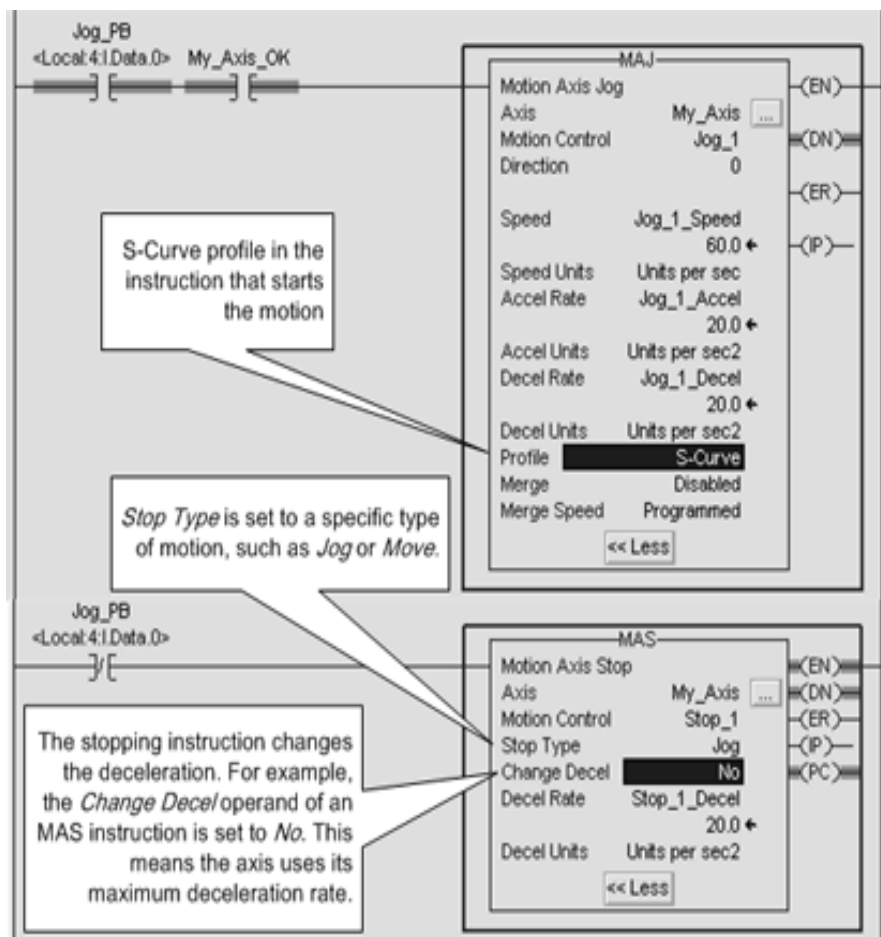 Jog_PB
<Local:4:I.Data.0> My_Axis_OK
MAJ
Motion Axis Jog
Axis My_Axis ...
Motion Control Jog_1
Direction 0
Speed Jog_1_Speed
60.0
Speed Units Units per sec
Accel Rate Jog_1_Accel
20.0
Accel Units Units per sec2
Decel Rate Jog_1_Decel
20.0
Decel Units Units per sec2
Profile S-Curve
Merge Disabled
Merge Speed Programmed
<< Less
(EN)
(DN)
(ER)
(IP)
S-Curve profile in the
instruction that starts
the motion
Stop Type is set to a specific type
of motion, such as Jog or Move.
Jog_PB
<Local:4:I.Data.0>
MAS
Motion Axis Stop
Axis My_Axis ...
Motion Control Stop_1
Stop Type Jog
Change Decel No
Decel Rate Stop_1_Decel
20.0
Decel Units Units per sec2
<< Less
(EN)
(DN)
(ER)
(IP)
(PC)
The stopping instruction changes
the deceleration. For example,
the Change Decel operand of an
MAS instruction is set to No. This
means the axis uses its
maximum deceleration rate.